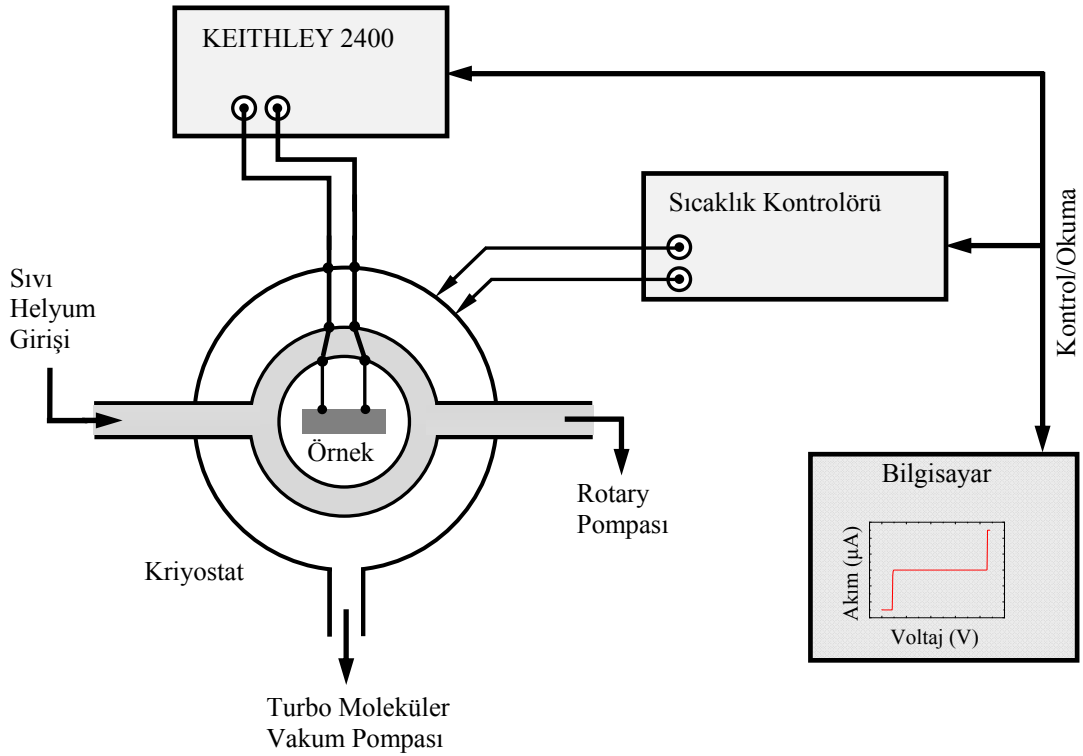 KEITHLEY 2400
Sıcaklık Kontrolörü
Kontrol/Okuma
Sıvı
Helyum
Girişi
Örnek
Rotary
Pompası
Kriyostat
Turbo Moleküler
Vakum Pompası
Bilgisayar
Akım (µA)
Voltaj (V)